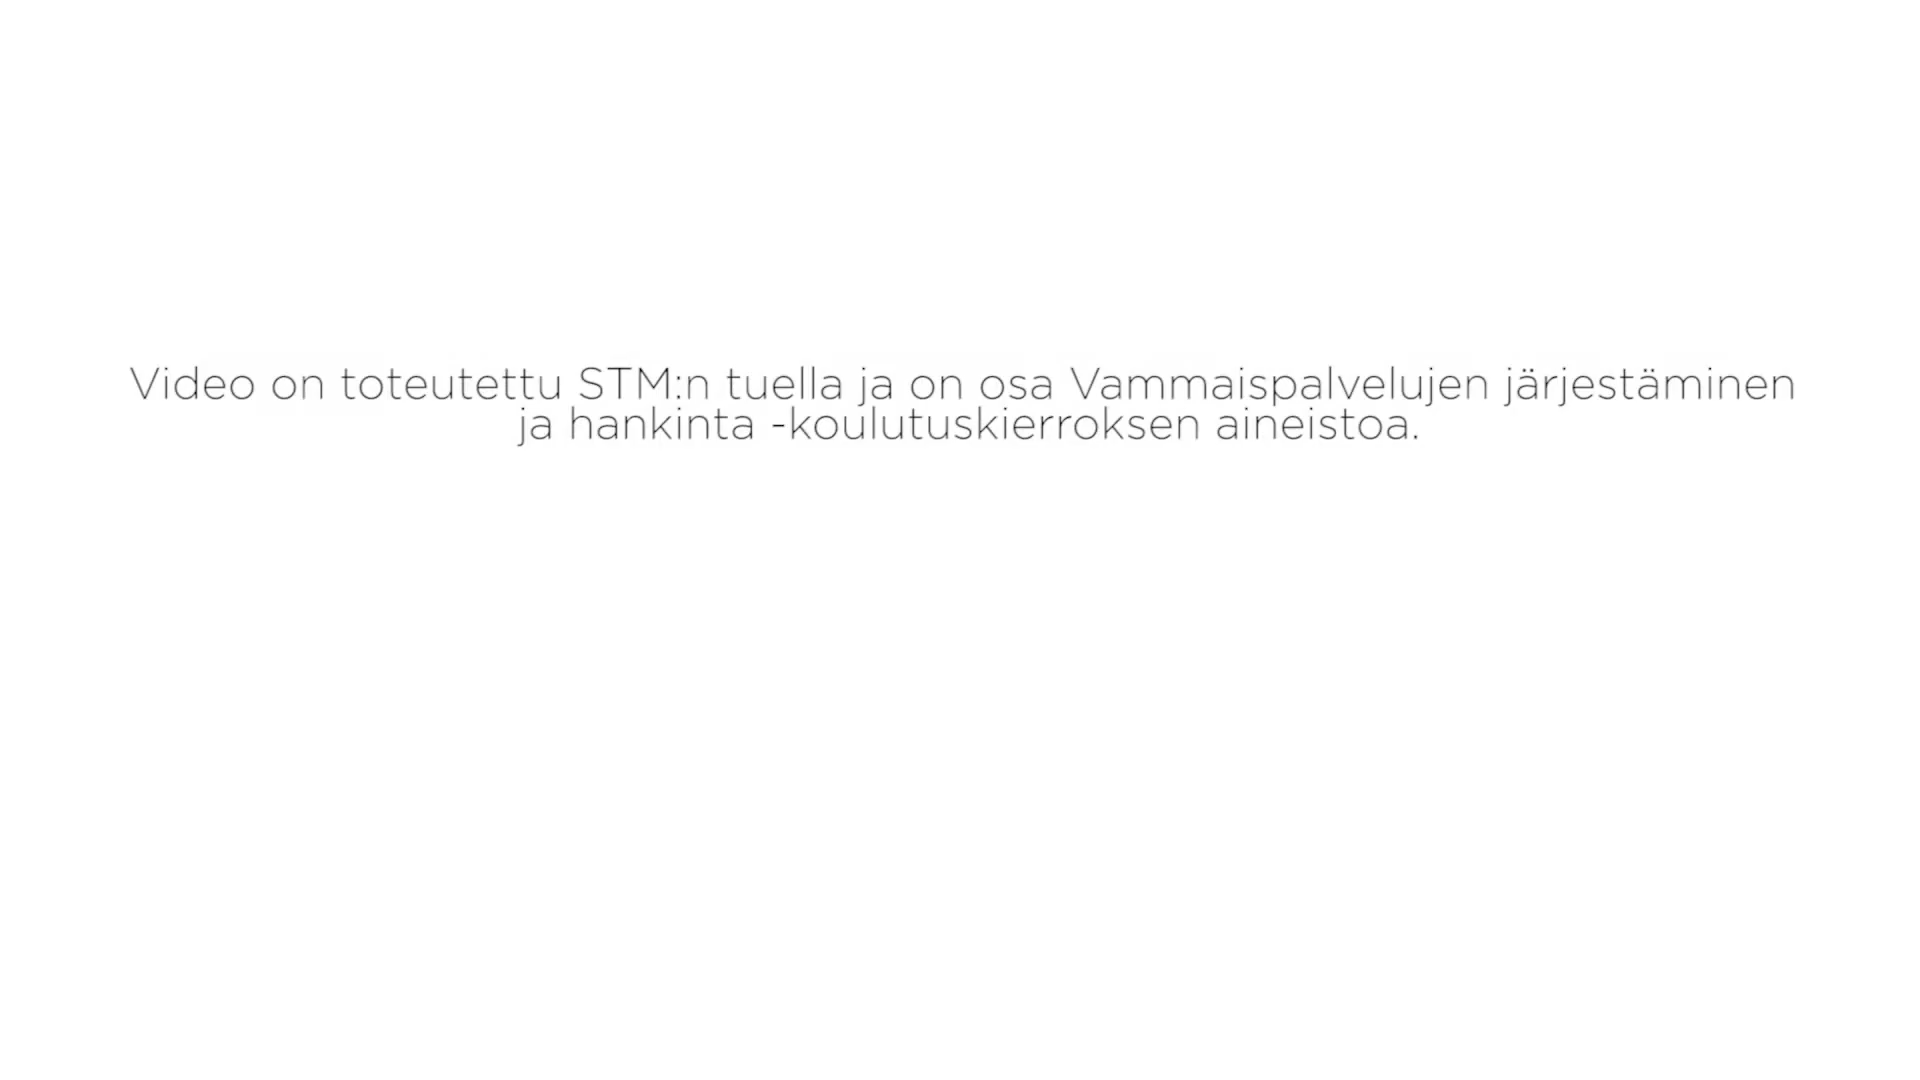 Video on toteutettu STM:n tuella ja on osa Vammaispalvelujen järjestäminen
ja hankinta -koulutuskierroksen aineistoa.